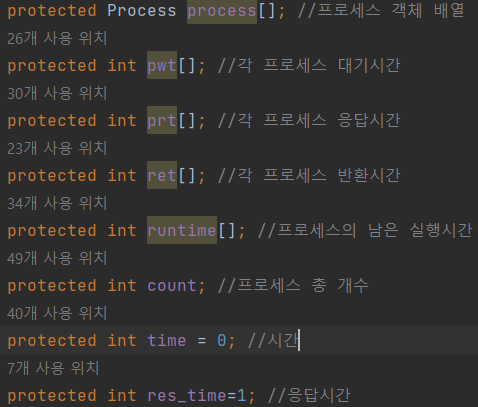 protected Process process[]; //프로세스 객체 배열
26개 사용 위치
protected int pwt[]; //각 프로세스 대기시간
30개 사용 위치
protected int prt[]; //각 프로세스 응답시간
23개 사용 위치
protected int ret[]; //각 프로세스 반환시간
34개 사용 위치
protected int runtime[]; //프로세스의 남은 실행시간
49개 사용 위치
protected int count; //프로세스 총 개수
40개 사용 위치
protected int time = 0; //시간
7개 사용 위치
protected int res_time=1; //응답시간